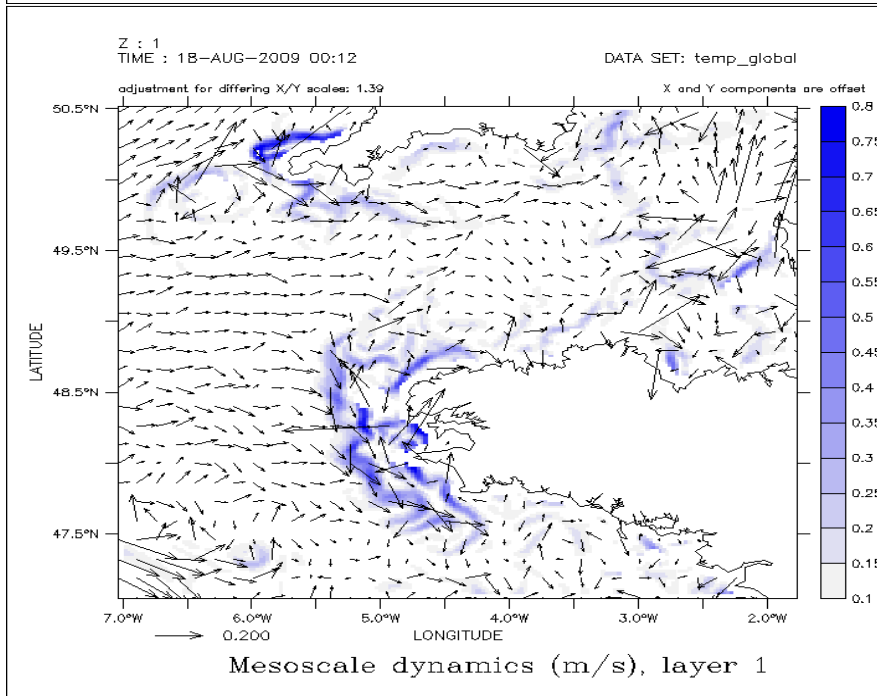 Z : 1
TIME : 18-AUG-2009 00:12
DATA SET: temp_global
adjustment for differing X/Y scales: 1.39
X and Y components are offset
50.5°N
49.5°N
48.5°N
47.5°N
LATITUDE
0.8
0.75
0.7
0.65
0.6
0.55
0.5
0.45
0.4
0.35
0.3
0.25
0.2
0.15
0.1
7.0°W 6.0°W 5.0°W 4.0°W 3.0°W 2.0°W
0.200
LONGITUDE
Mesoscale dynamics (m/s), layer 1